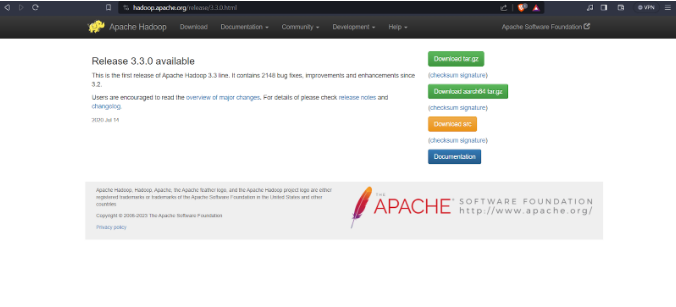 hadoop.apache.org/release/3.3.0.html
VPN
Apache Hadoop Download Documentation Community Development Help Apache Software Foundation
Release 3.3.0 available
This is the first release of Apache Hadoop 3.3 line. It contains 2148 bug fixes, improvements and enhancements since
3.2.
Users are encouraged to read the overview of major changes. For details please check release notes and
changelog.
2020 Jul 14
Download tar.gz
(checksum signature)
Download aarch64 tar.gz
(checksum signature)
Download src
(checksum signature)
Documentation
Apache Hadoop, Hadoop, Apache, the Apache feather logo, and the Apache Hadoop project logo are either
registered trademarks or trademarks of the Apache Software Foundation in the United States and other
countries.
Copyright © 2006-2023 The Apache Software Foundation
Privacy policy
THE
APACHE SOFTWARE FOUNDATION
http://www.apache.org/